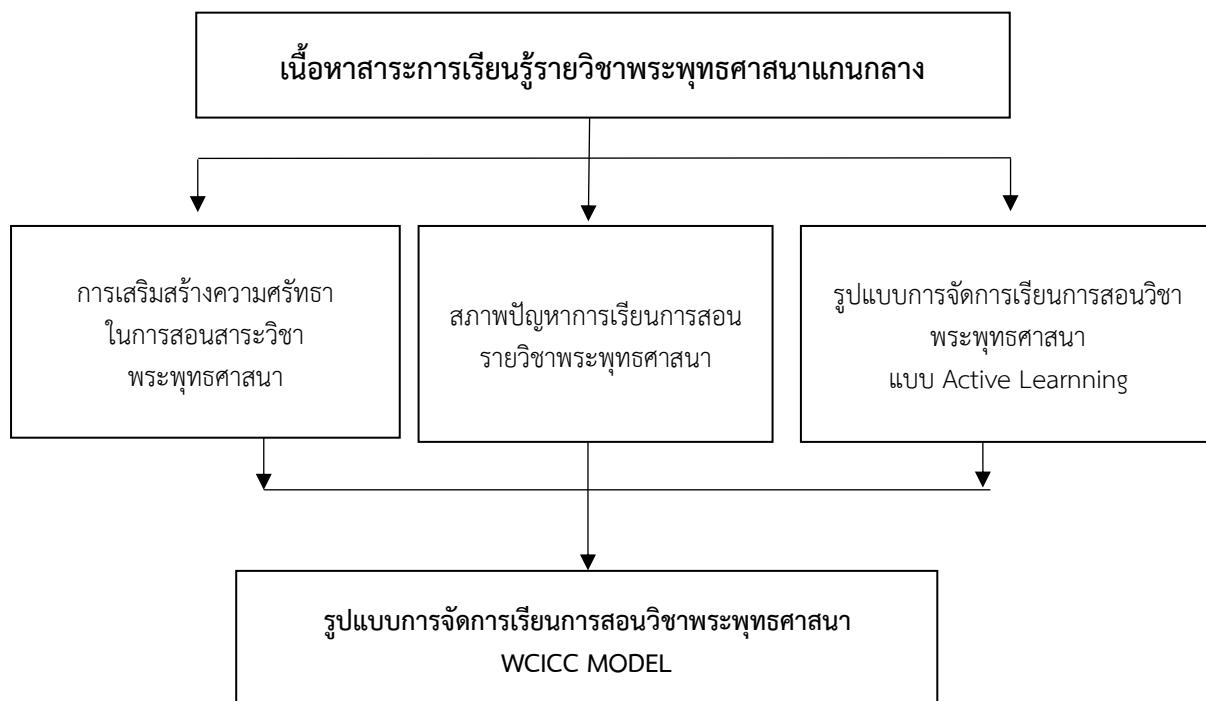 เนื้อหาสาระการเรียนรู้รายวิชาพระพุทธศาสนาแกนกลาง
การเสริมสร้างความศรัทธา
ในการสอนสาระวิชา
พระพุทธศาสนา
สภาพปัญหาการเรียนการสอน
รายวิชาพระพุทธศาสนา
รูปแบบการจัดการเรียนการสอนวิชา
พระพุทธศาสนา
แบบ Active Learnning
รูปแบบการจัดการเรียนการสอนวิชาพระพุทธศาสนา
WCICC MODEL